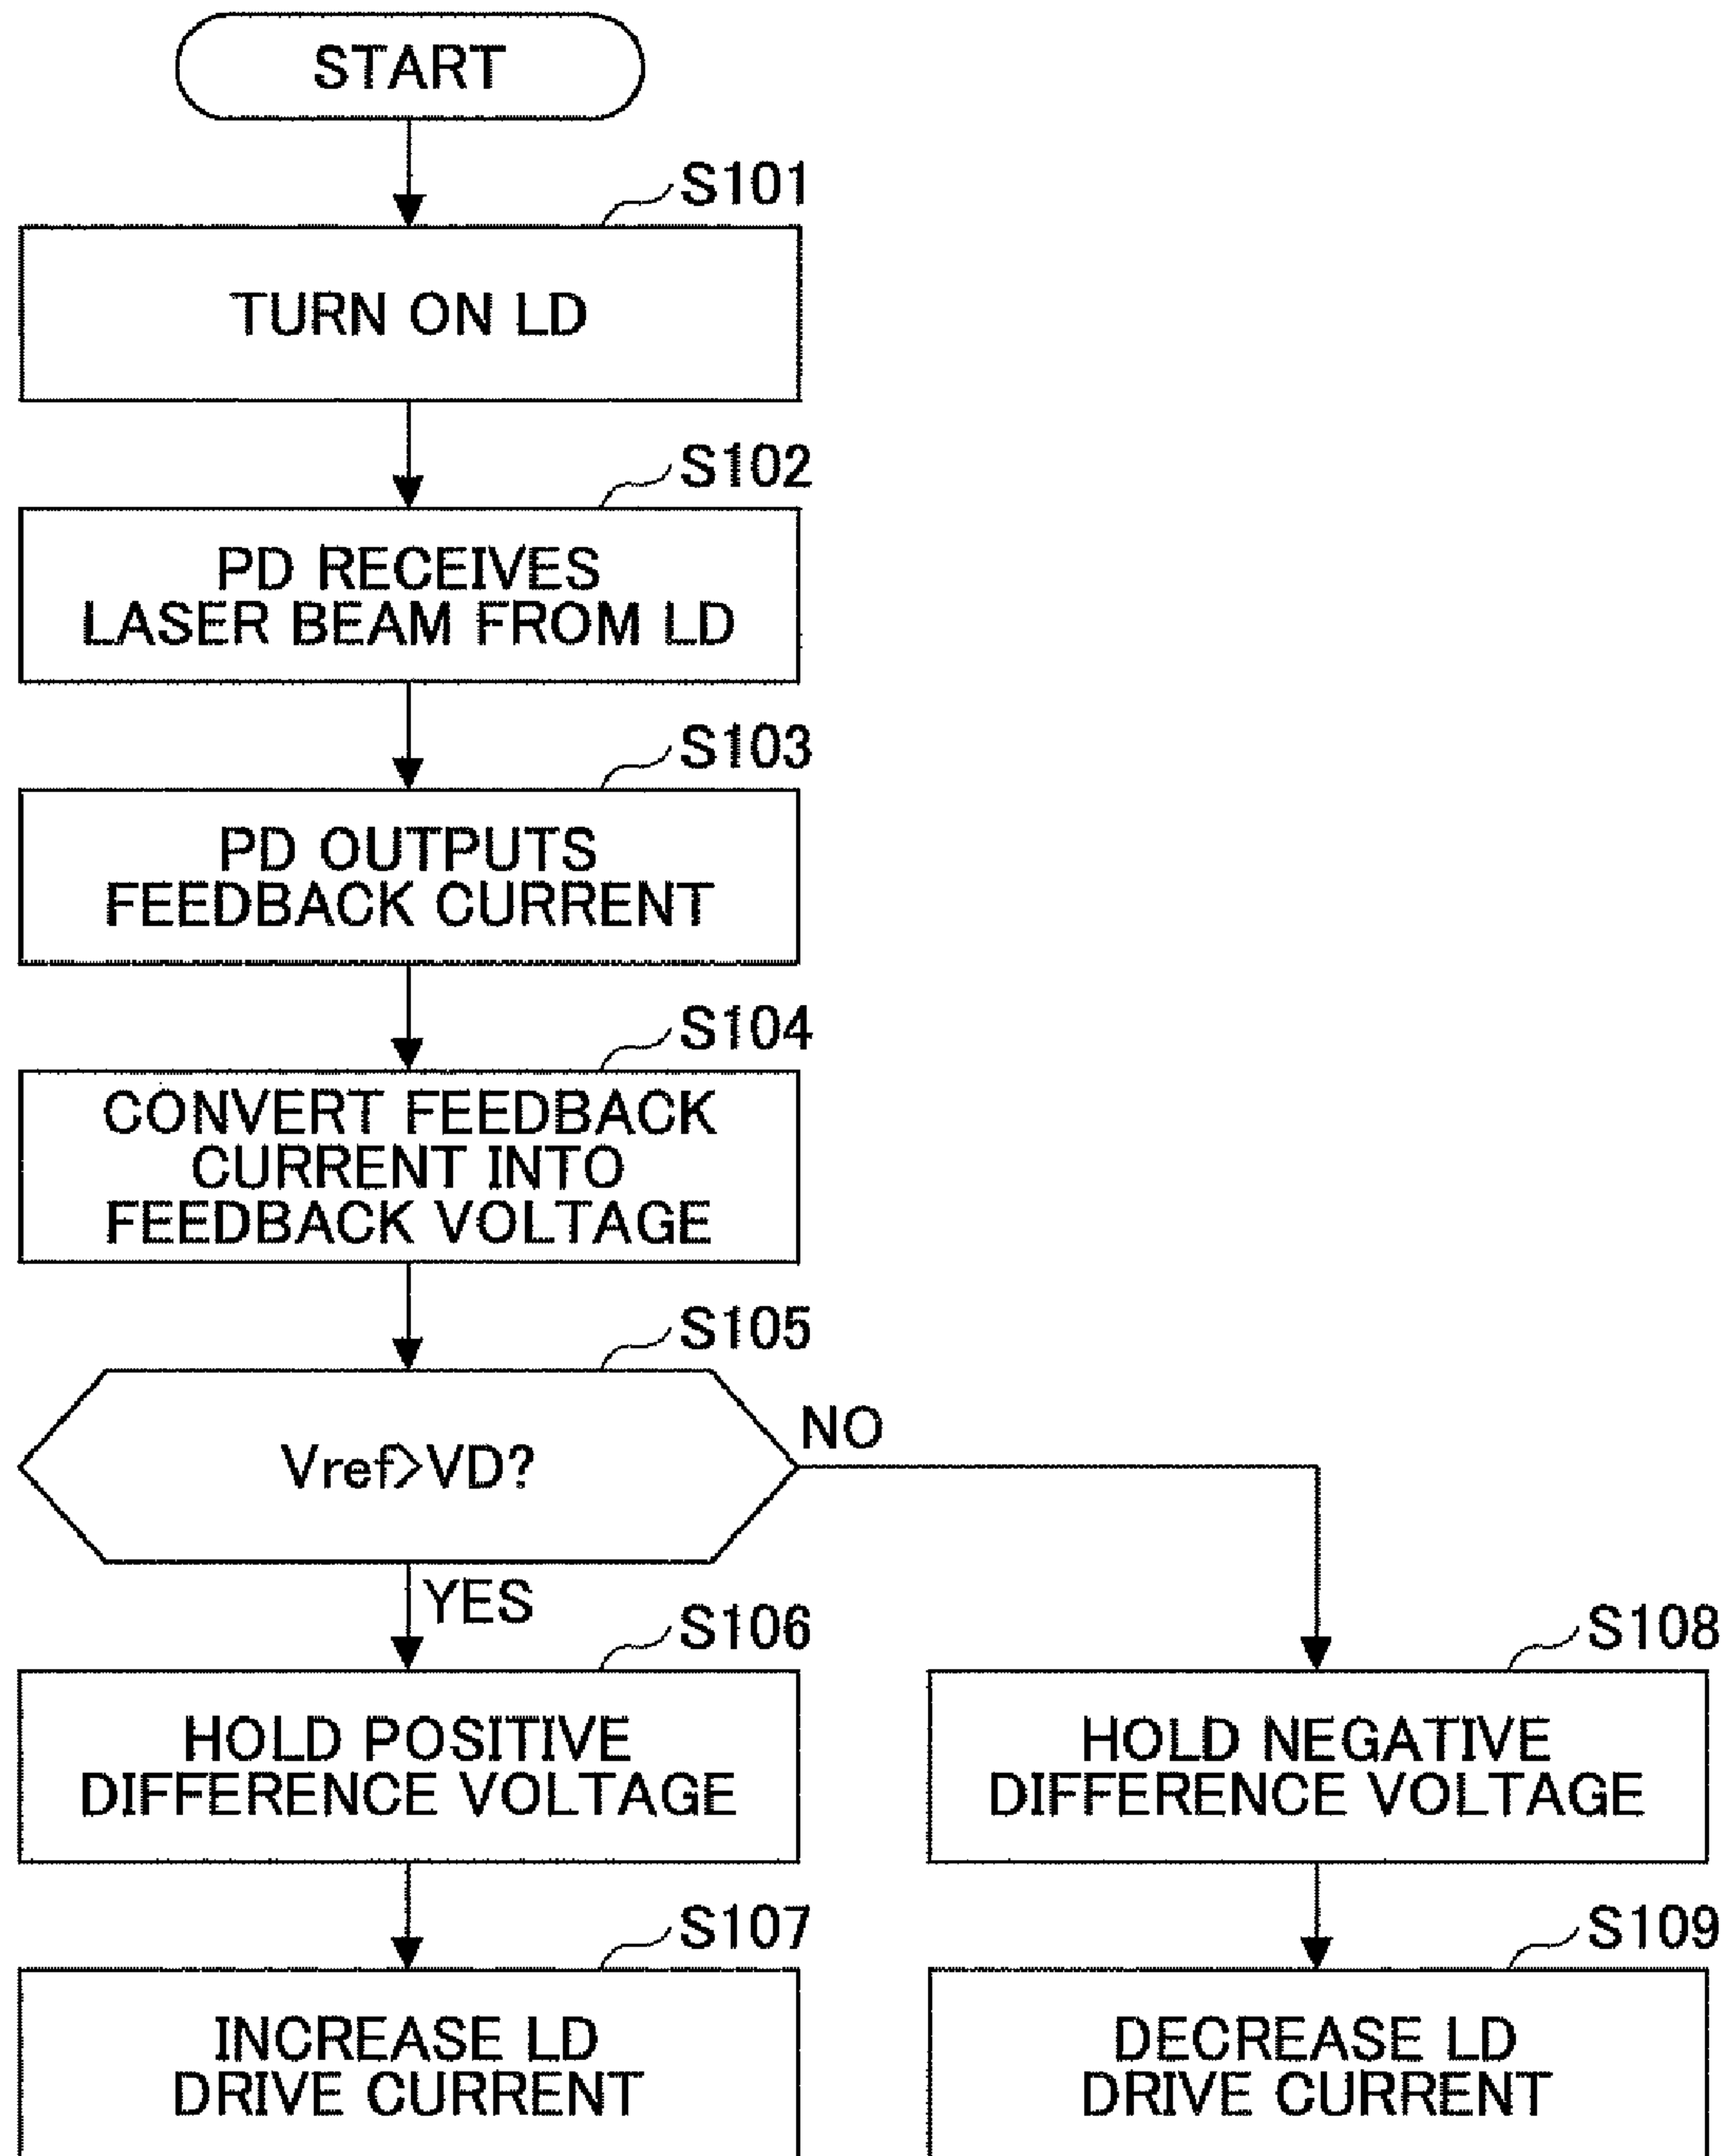 START
S101
TURN ON LD
S102
PD RECEIVES
LASER BEAM FROM LD
S103
PD OUTPUTS
FEEDBACK CURRENT
S104
CONVERT FEEDBACK
CURRENT INTO
FEEDBACK VOLTAGE
S105
Vref>VD?
NO
YES
S106
HOLD POSITIVE
DIFFERENCE VOLTAGE
S108
HOLD NEGATIVE
DIFFERENCE VOLTAGE
S107
INCREASE LD
DRIVE CURRENT
S109
DECREASE LD
DRIVE CURRENT